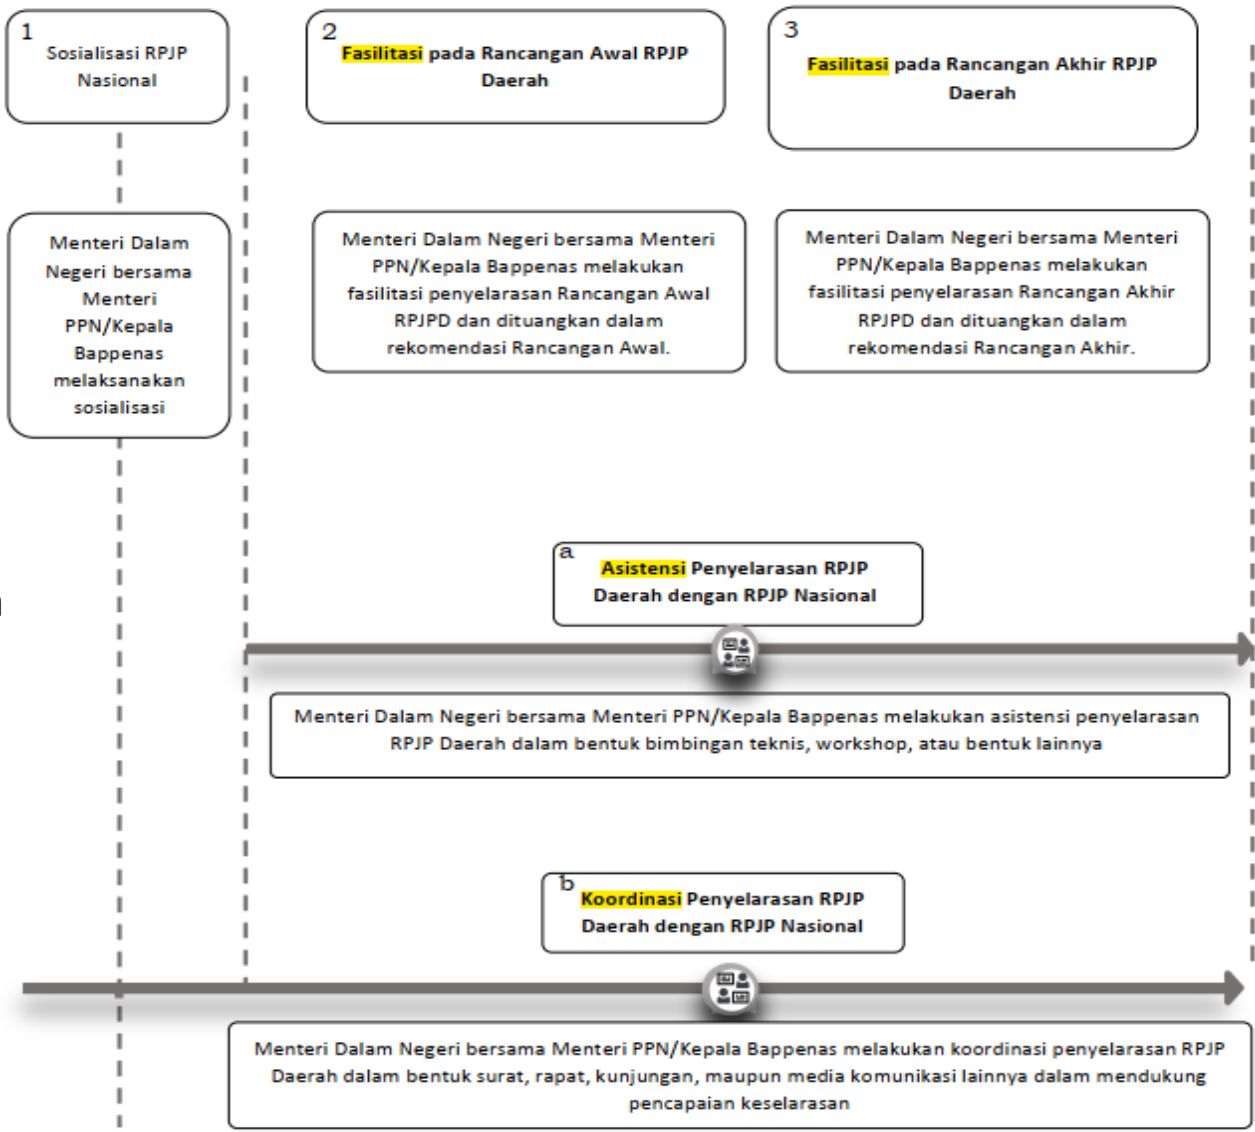 1
Sosialisasi RPJP
Nasional
2
Fasilitasi pada Rancangan Awal RPJP
Daerah
3
Fasilitasi pada Rancangan Akhir RPJP
Daerah
Menteri Dalam
Negeri bersama
Menteri
PPN/Kepala
Bappenas
melaksanakan
sosialisasi
Menteri Dalam Negeri bersama Menteri
PPN/Kepala Bappenas melakukan
fasilitasi penyelarasan Rancangan Awal
RPJPD dan dituangkan dalam
rekomendasi Rancangan Awal.
Menteri Dalam Negeri bersama Menteri
PPN/Kepala Bappenas melakukan
fasilitasi penyelarasan Rancangan Akhir
RPJPD dan dituangkan dalam
rekomendasi Rancangan Akhir.
a
Asistensi Penyelarasan RPJP
Daerah dengan RPJP Nasional
Menteri Dalam Negeri bersama Menteri PPN/Kepala Bappenas melakukan asistensi penyelarasan
RPJP Daerah dalam bentuk bimbingan teknis, workshop, atau bentuk lainnya
b
Koordinasi Penyelarasan RPJP
Daerah dengan RPJP Nasional
Menteri Dalam Negeri bersama Menteri PPN/Kepala Bappenas melakukan koordinasi penyelarasan RPJP
Daerah dalam bentuk surat, rapat, kunjungan, maupun media komunikasi lainnya dalam mendukung
pencapaian keselarasan